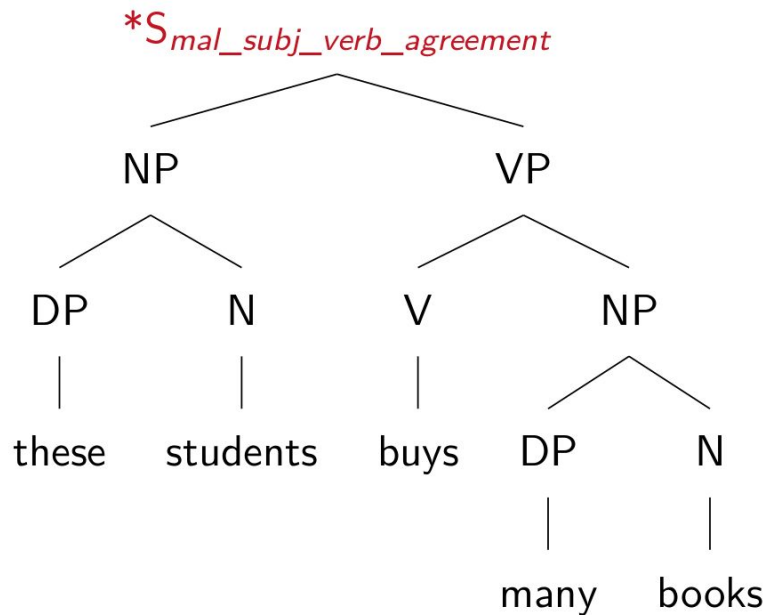 *S_mal_subj_verb_agreement
NP VP
DP N V NP
these students buys DP N
many books